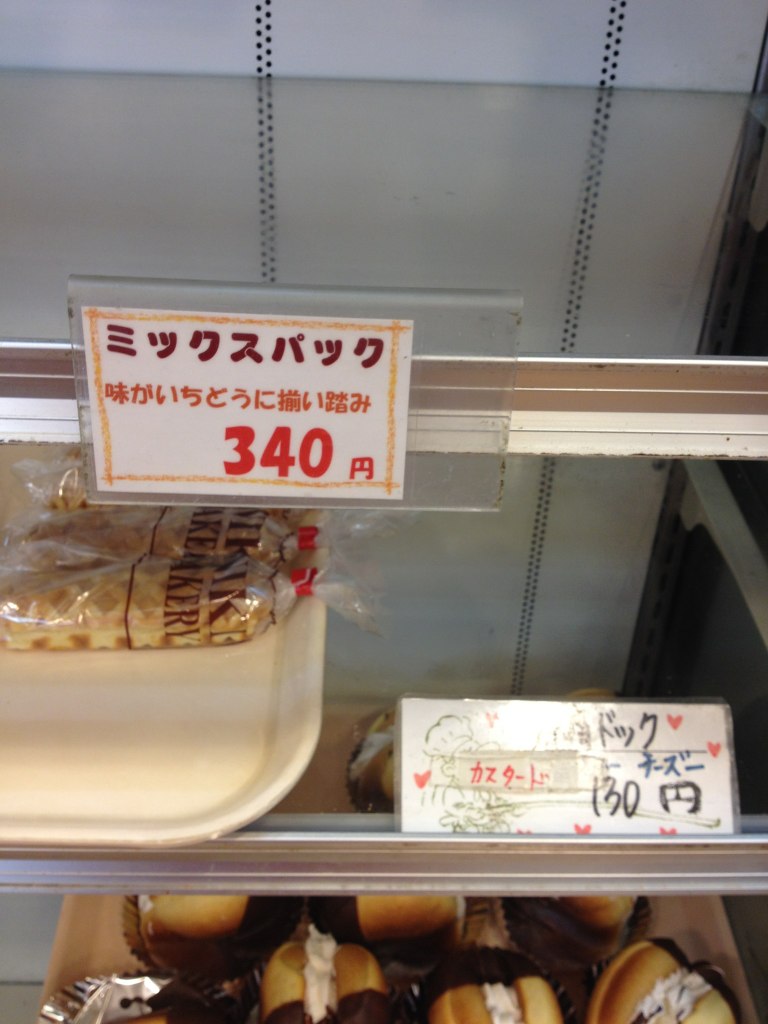 ミックスパック
味がいちどうに揃い踏み
340円
BAKERY
ドック
カスタード
チーズ
130円